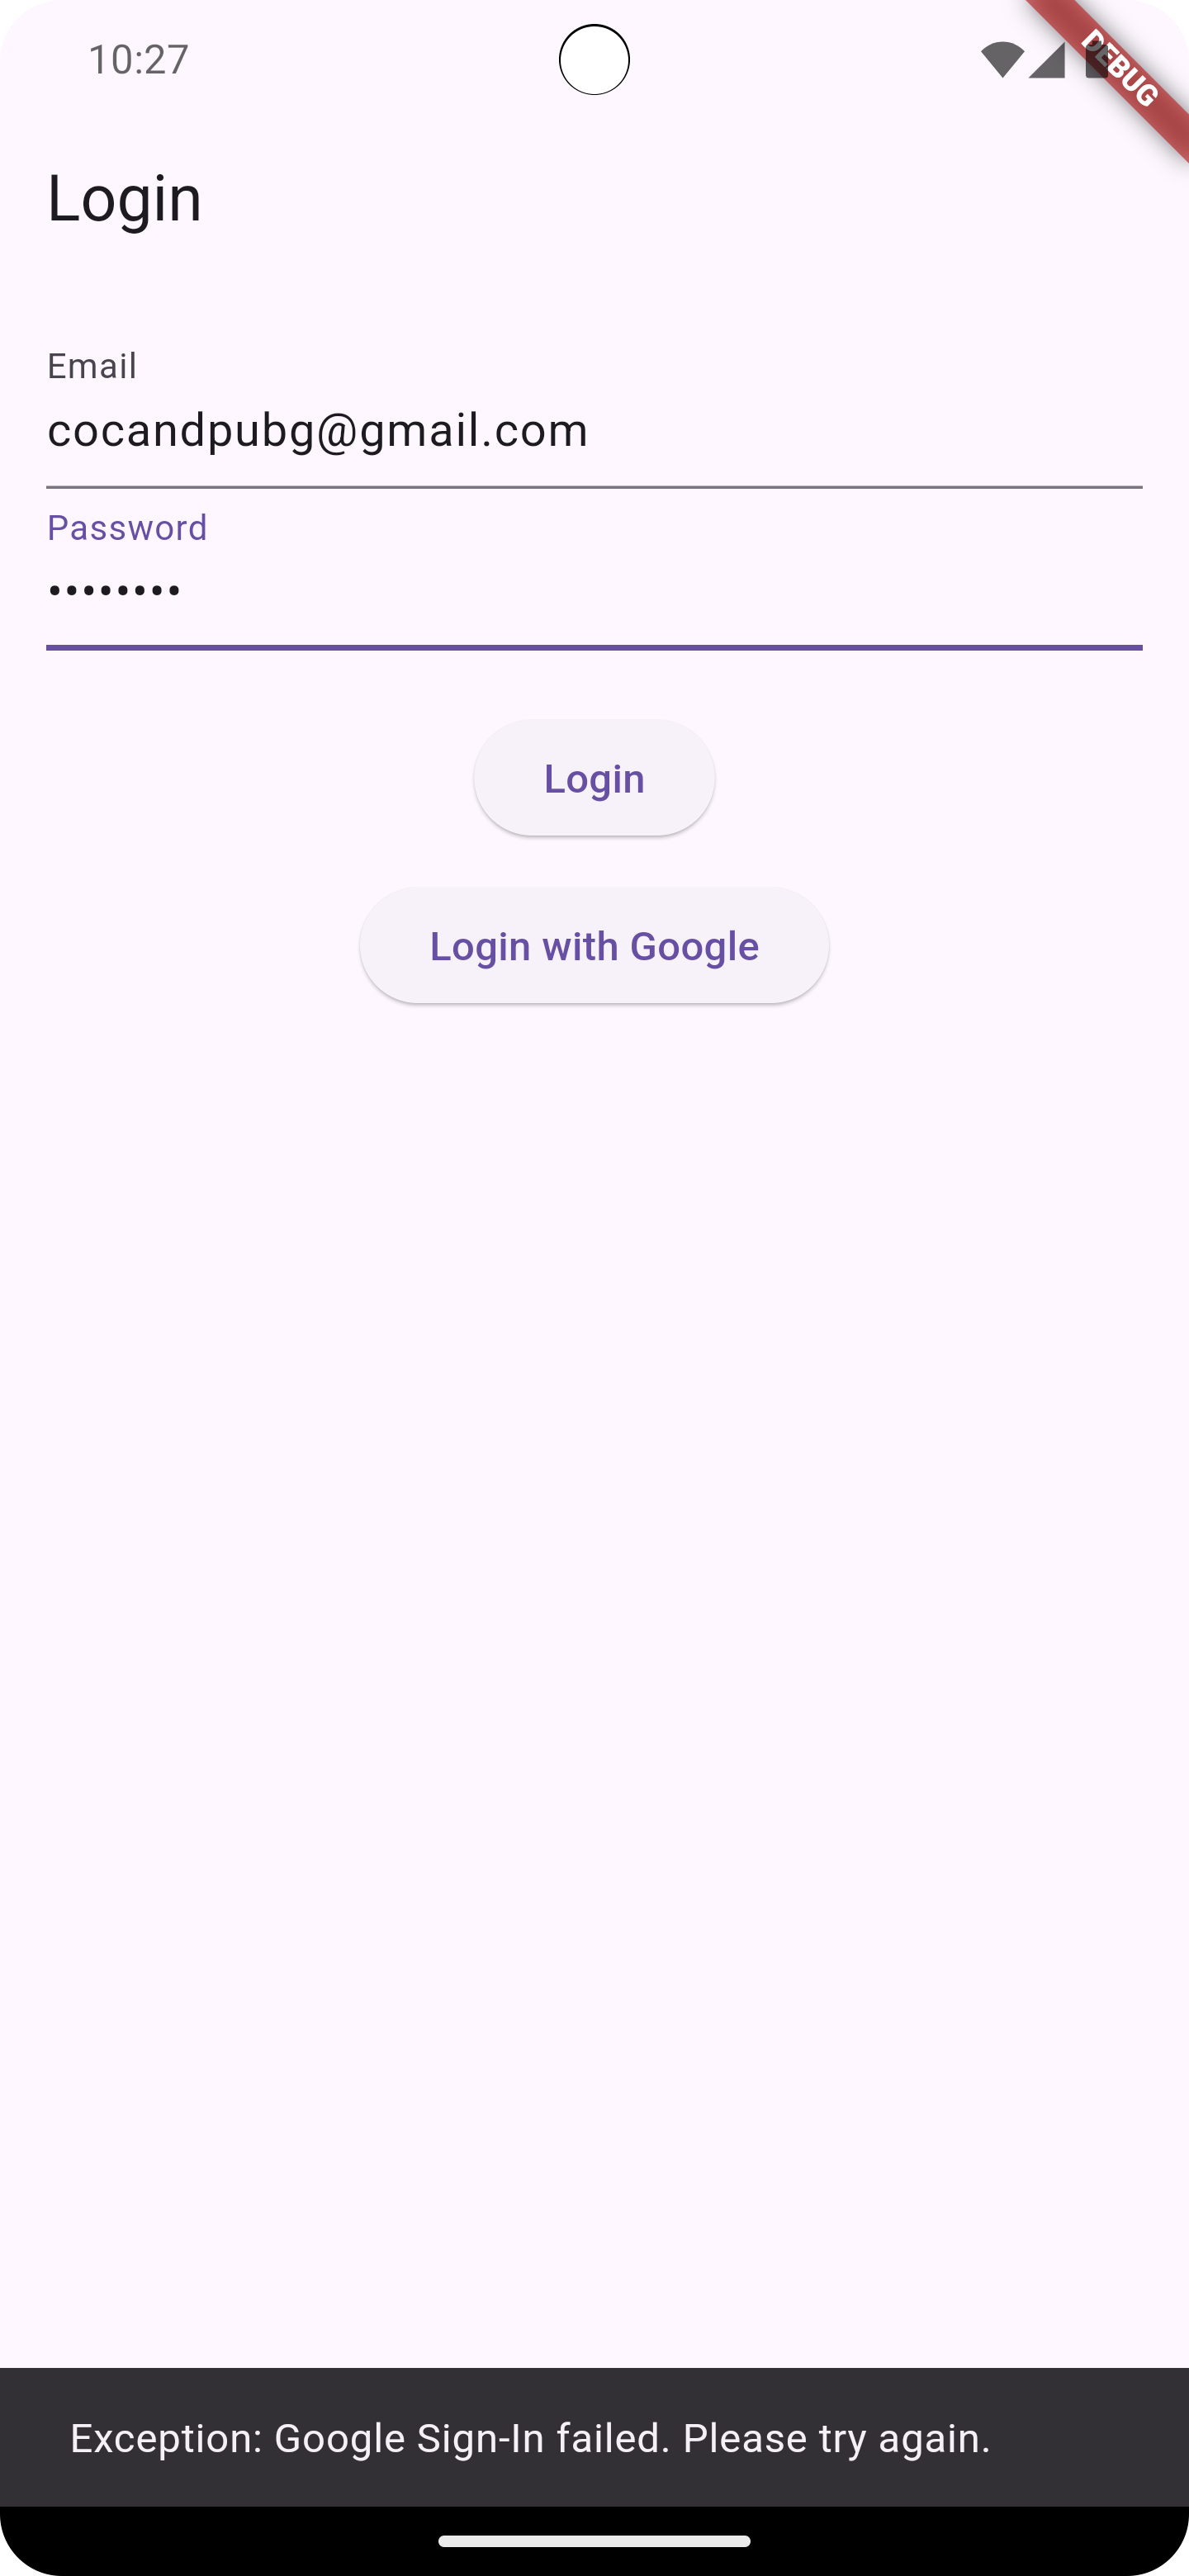 10:27
DEBUG
Login
Email
cocandpubg@gmail.com
Password
••••••••
Login
Login with Google
Exception: Google Sign-In failed. Please try again.